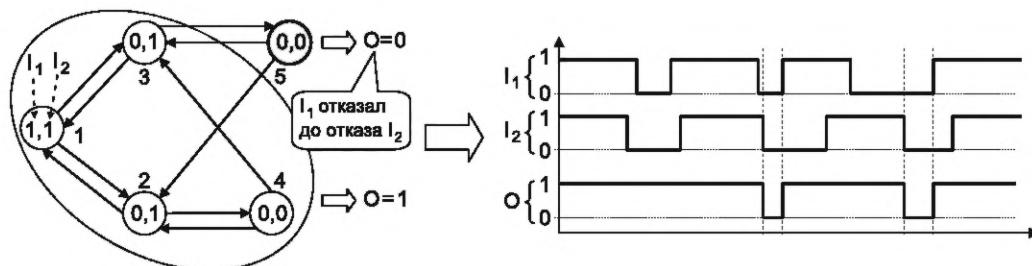 I1 I2
1,1
1
0,1
3
0,0
5
O=0
I1 отказал
до отказа I2
2
0,1
4
0,0
O=1
I1 { 1
0
I2 { 1
0
O { 1
0